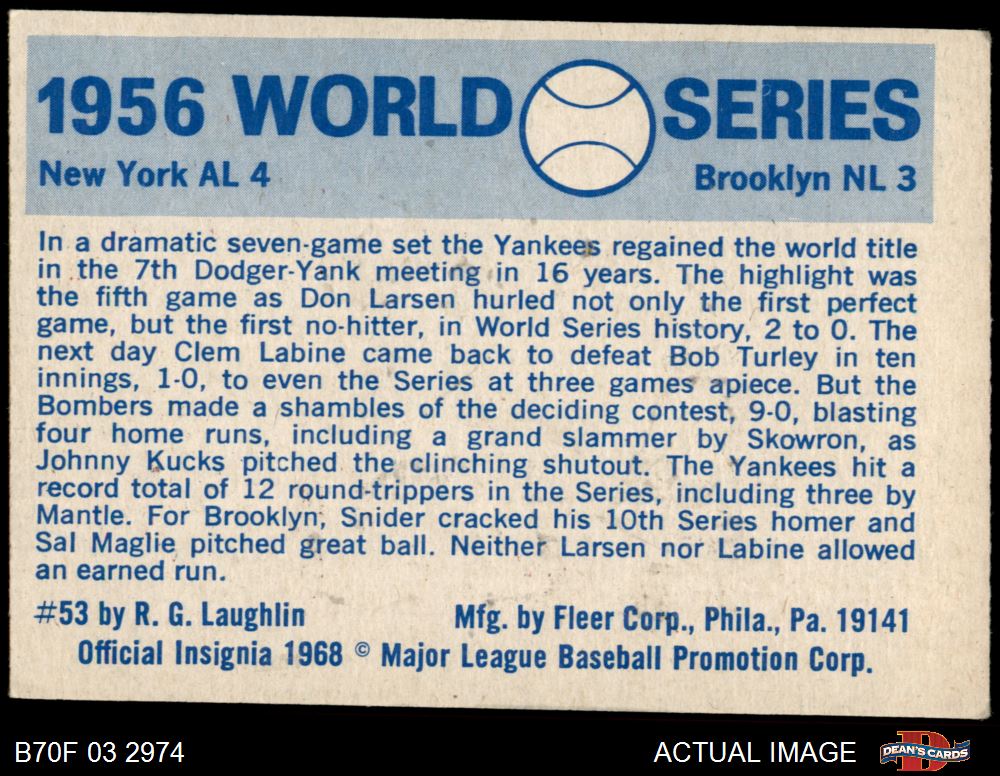 1956 WORLD SERIES
New York AL 4 Brooklyn NL 3
In a dramatic seven-game set the Yankees regained the world title
in the 7th Dodger-Yank meeting in 16 years. The highlight was
the fifth game as Don Larsen hurled not only the first perfect
game, but the first no-hitter, in World Series history, 2 to 0. The
next day Clem Labine came back to defeat Bob Turley in ten
innings, 1-0, to even the Series at three games apiece. But the
Bombers made a shambles of the deciding contest, 9-0, blasting
four home runs, including a grand slammer by Skowron, as
Johnny Kucks pitched the clinching shutout. The Yankees hit a
record total of 12 round-trippers in the Series, including three by
Mantle. For Brooklyn, Snider cracked his 10th Series homer and
Sal Maglie pitched great ball. Neither Larsen nor Labine allowed
an earned run.
#53 by R. G. Laughlin Mfg. by Fleer Corp., Phila., Pa. 19141
Official Insignia 1968 © Major League Baseball Promotion Corp.
B70F 03 2974 ACTUAL IMAGE D DEAN'S CARDS